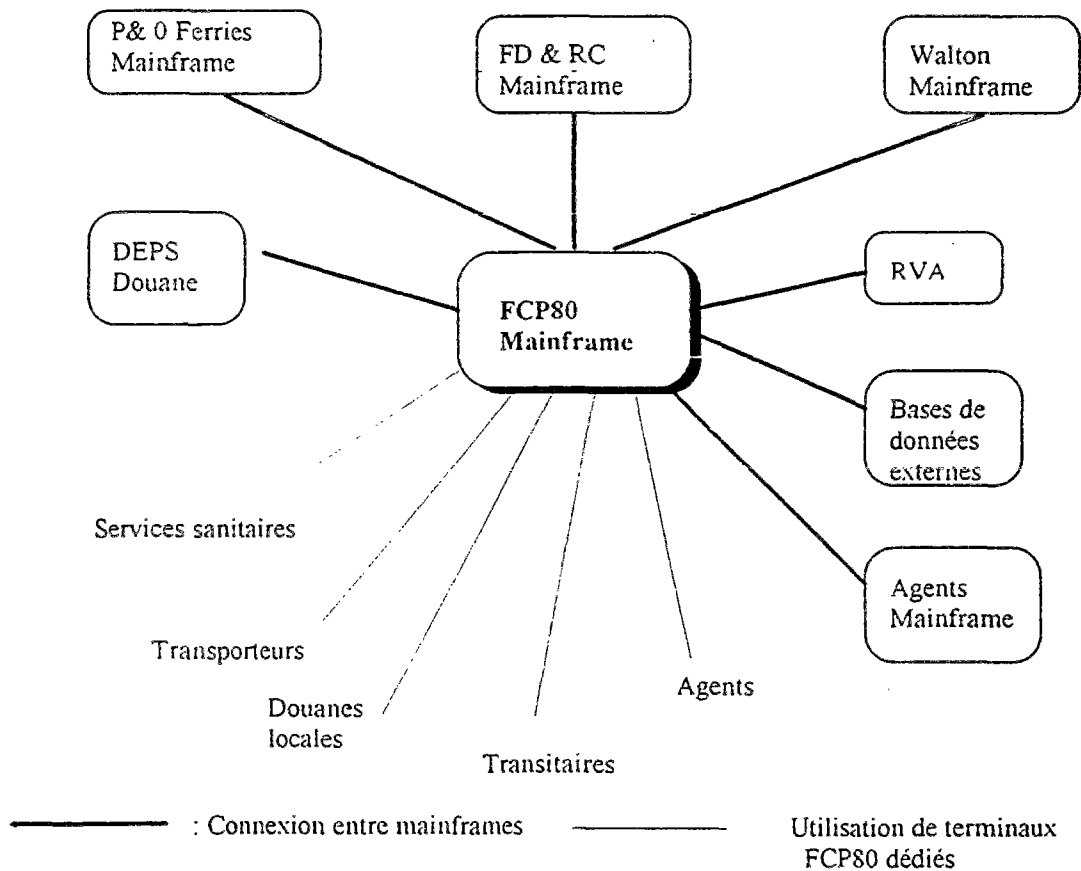 P& 0 Ferries
Mainframe
FD & RC
Mainframe
Walton
Mainframe
DEPS
Douane
FCP80
Mainframe
RVA
Bases de
données
externes
Agents
Mainframe
Services sanitaires
Transporteurs
Douanes
locales
Transitaires
Agents
: Connexion entre mainframes
Utilisation de terminaux
FCP80 dédiés